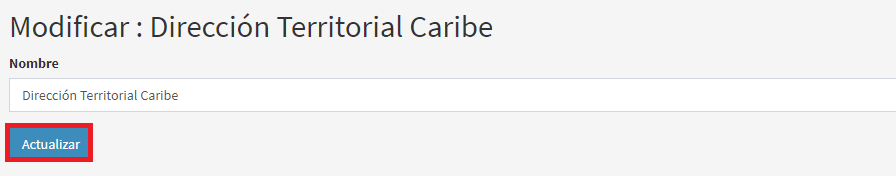 Modificar : Dirección Territorial Caribe
Nombre
Dirección Territorial Caribe
Actualizar